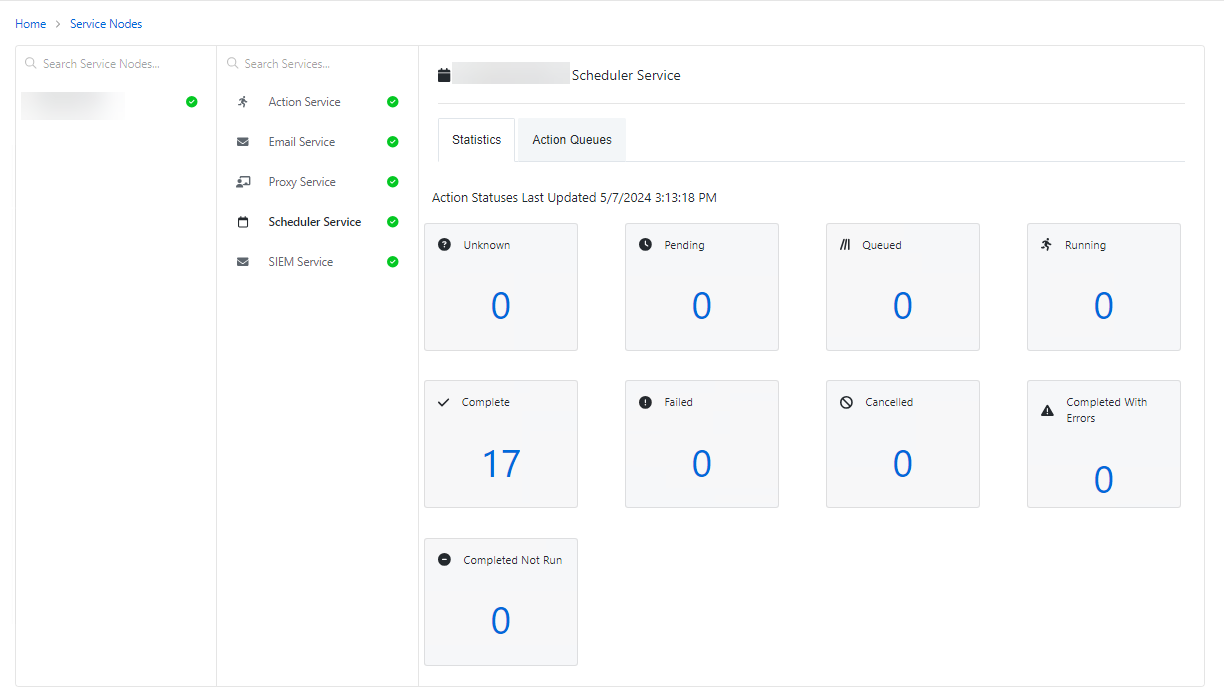 Home > Service Nodes
Search Service Nodes...
Search Services...
Action Service
Email Service
Proxy Service
Scheduler Service
SIEM Service
Scheduler Service
Statistics
Action Queues
Action Statuses Last Updated 5/7/2024 3:13:18 PM
Unknown
0
Pending
0
Queued
0
Running
0
Complete
17
Failed
0
Cancelled
0
Completed With
Errors
0
Completed Not Run
0